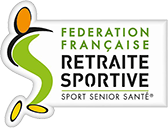 FEDERATION
FRANÇAISE
RETRAITE
SPORTIVE
SPORT SENIOR SANTÉ®